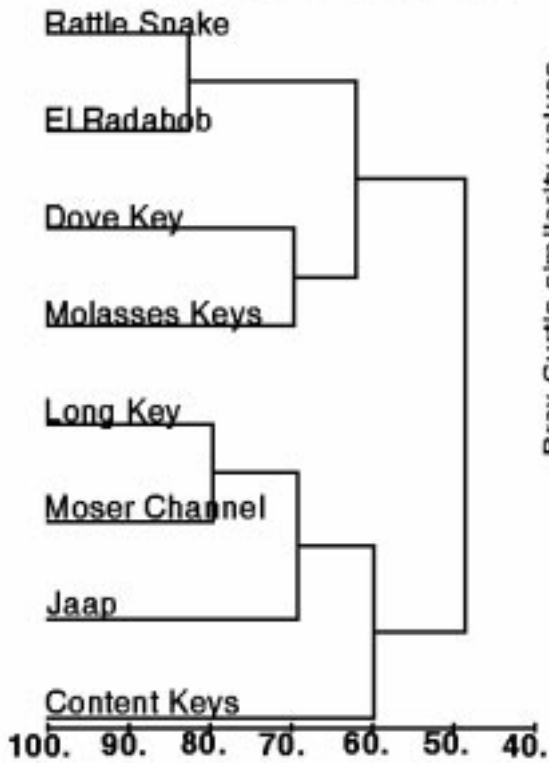 Rattle Snake
El Radabob
Dove Key
Molasses Keys
Long Key
Moser Channel
Jaap
Content Keys
100. 90. 80. 70. 60. 50. 40.